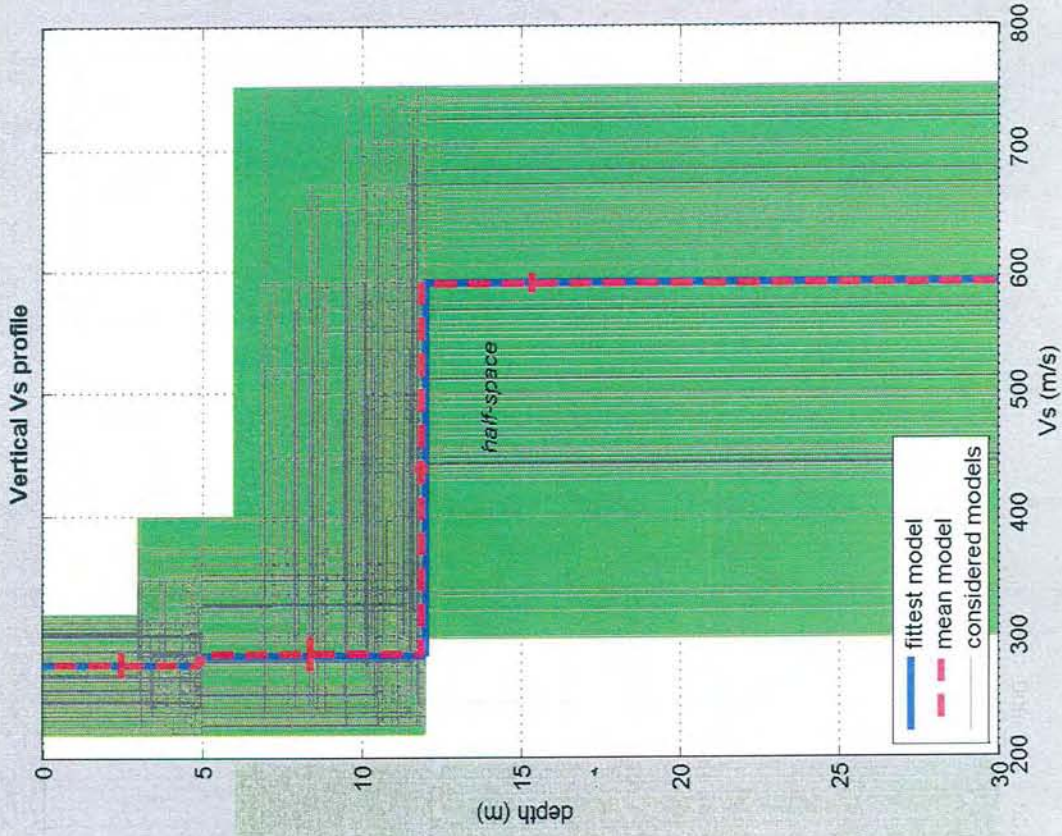 Vertical Vs profile
0
5
10
15
20
25
30
depth (m)
200
300
400
500
600
700
800
Vs (m/s)
half-space
fittest model
mean model
considered models